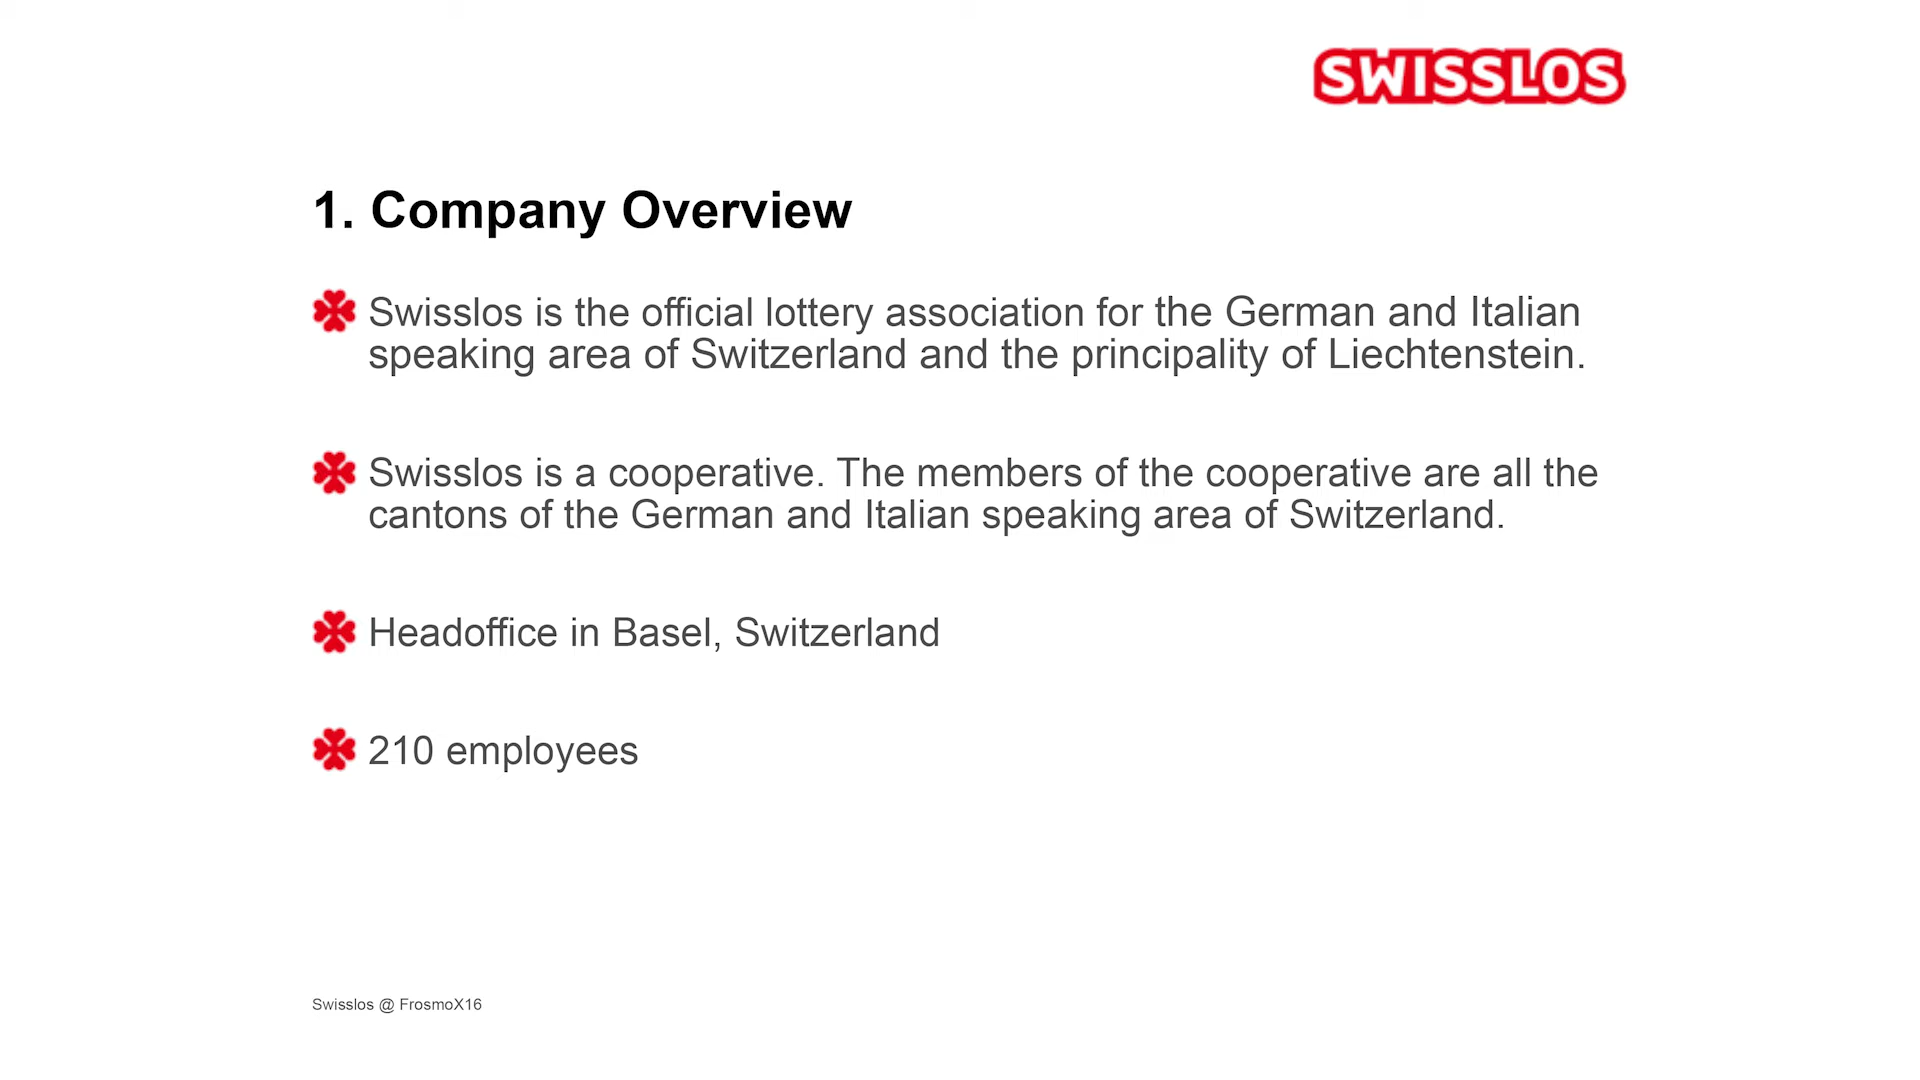 SWISSLOS
1. Company Overview
Swisslos is the official lottery association for the German and Italian
speaking area of Switzerland and the principality of Liechtenstein.
Swisslos is a cooperative. The members of the cooperative are all the
cantons of the German and Italian speaking area of Switzerland.
Headoffice in Basel, Switzerland
210 employees
Swisslos @ FrosmoX16